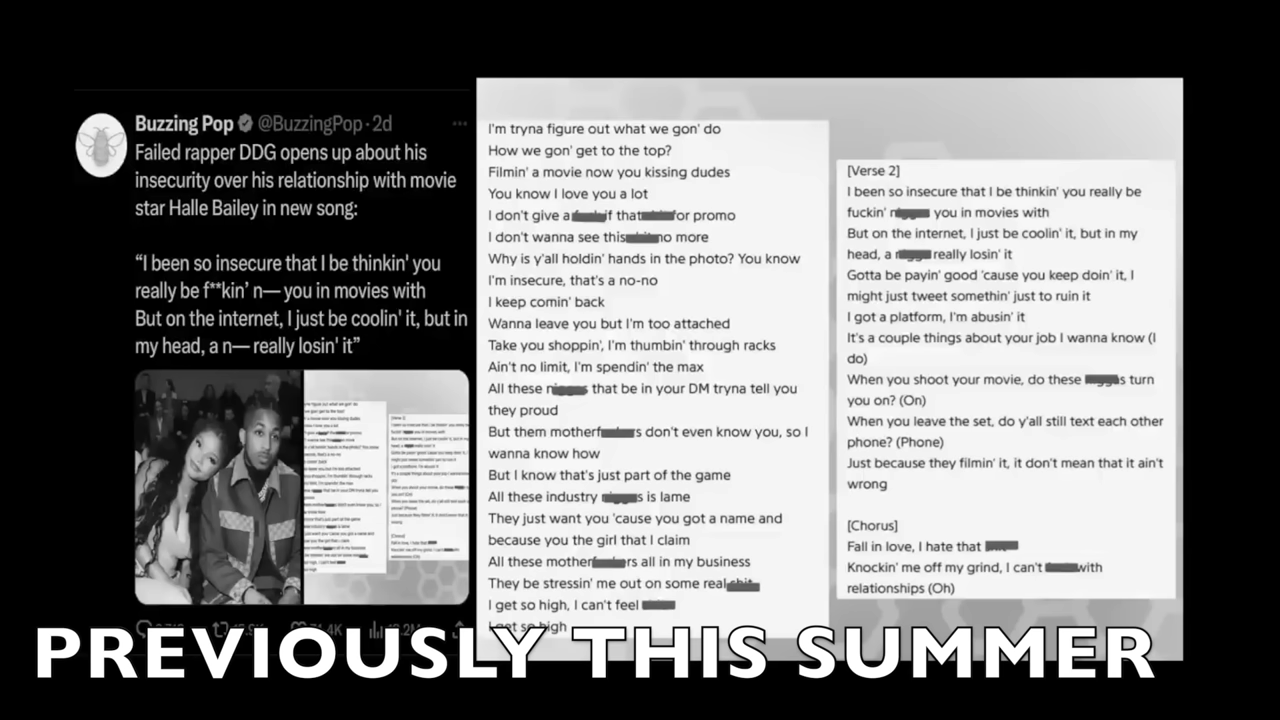 Buzzing Pop @BuzzingPop · 2d
Failed rapper DDG opens up about his
insecurity over his relationship with movie
star Halle Bailey in new song:
“I been so insecure that I be thinkin' you
really be f**kin’ n— you in movies with
But on the internet, I just be coolin' it, but in
my head, a n— really losin' it”
I'm tryna figure out what we gon' do
How we gon' get to the top?
Filmin' a movie now you kissing dudes
You know I love you a lot
I don't give a if that for promo
I don't wanna see this no more
Why is y'all holdin' hands in the photo? You know
I'm insecure, that's a no-no
I keep comin' back
Wanna leave you but I'm too attached
Take you shoppin', I'm thumbin' through racks
Ain't no limit, I'm spendin' the max
All these that be in your DM tryna tell you
they proud
But them don't even know you, so I
wanna know how
But I know that's just part of the game
All these industry is lame
They just want you 'cause you got a name and
because you the girl that I claim
All these all in my business
They be stressin' me out on some real shit
I get so high, I can't feel
I get so high
[Verse 2]
I been so insecure that I be thinkin' you really be
fuckin' you in movies with
But on the internet, I just be coolin' it, but in my
head, a really losin' it
Gotta be payin' good 'cause you keep doin' it, I
might just tweet somethin' just to ruin it
I got a platform, I'm abusin' it
It's a couple things about your job I wanna know (I
do)
When you shoot your movie, do these turn
you on? (On)
When you leave the set, do y'all still text each other
phone? (Phone)
Just because they filmin' it, it don't mean that it ain't
wrong
[Chorus]
Fall in love, I hate that
Knockin' me off my grind, I can't with
relationships (Oh)
PREVIOUSLY THIS SUMMER